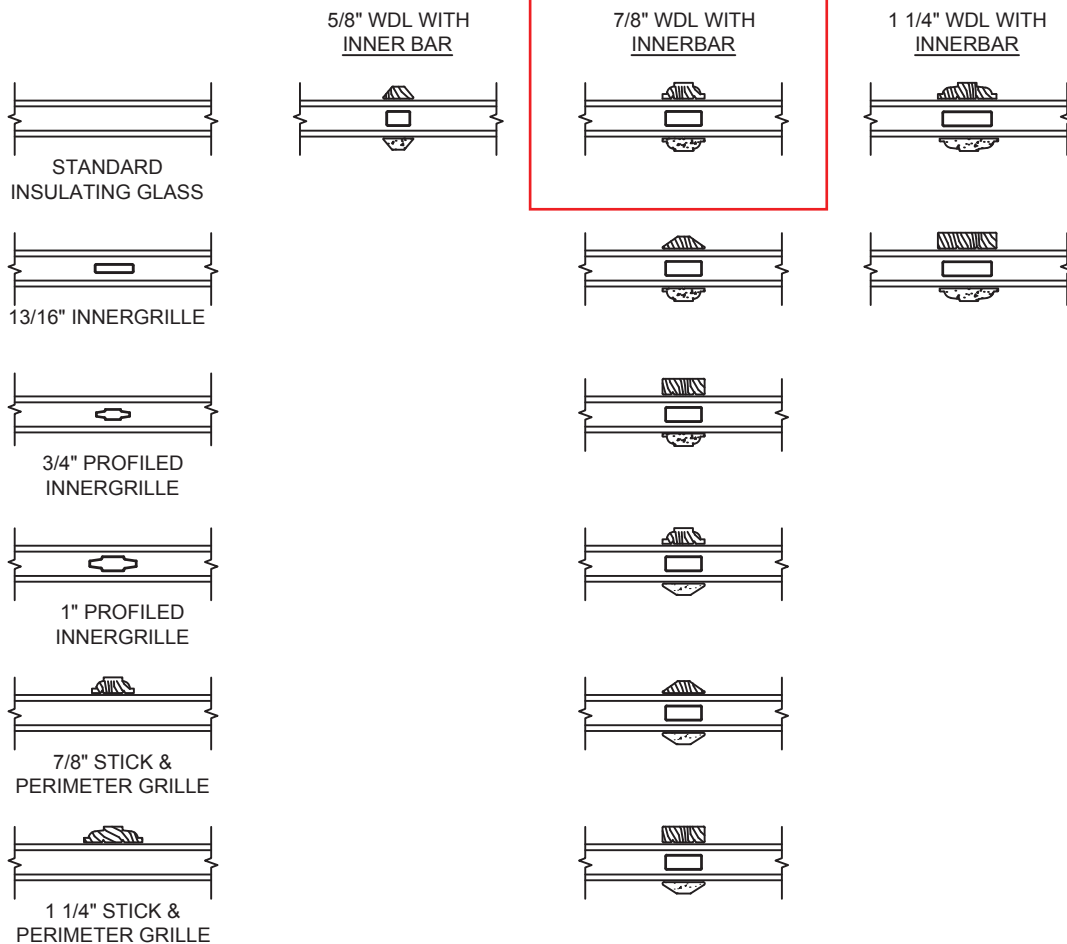 5/8" WDL WITH
INNER BAR
7/8" WDL WITH
INNERBAR
1 1/4" WDL WITH
INNERBAR
STANDARD
INSULATING GLASS
13/16" INNERGRILLE
3/4" PROFILED
INNERGRILLE
1" PROFILED
INNERGRILLE
7/8" STICK &
PERIMETER GRILLE
1 1/4" STICK &
PERIMETER GRILLE